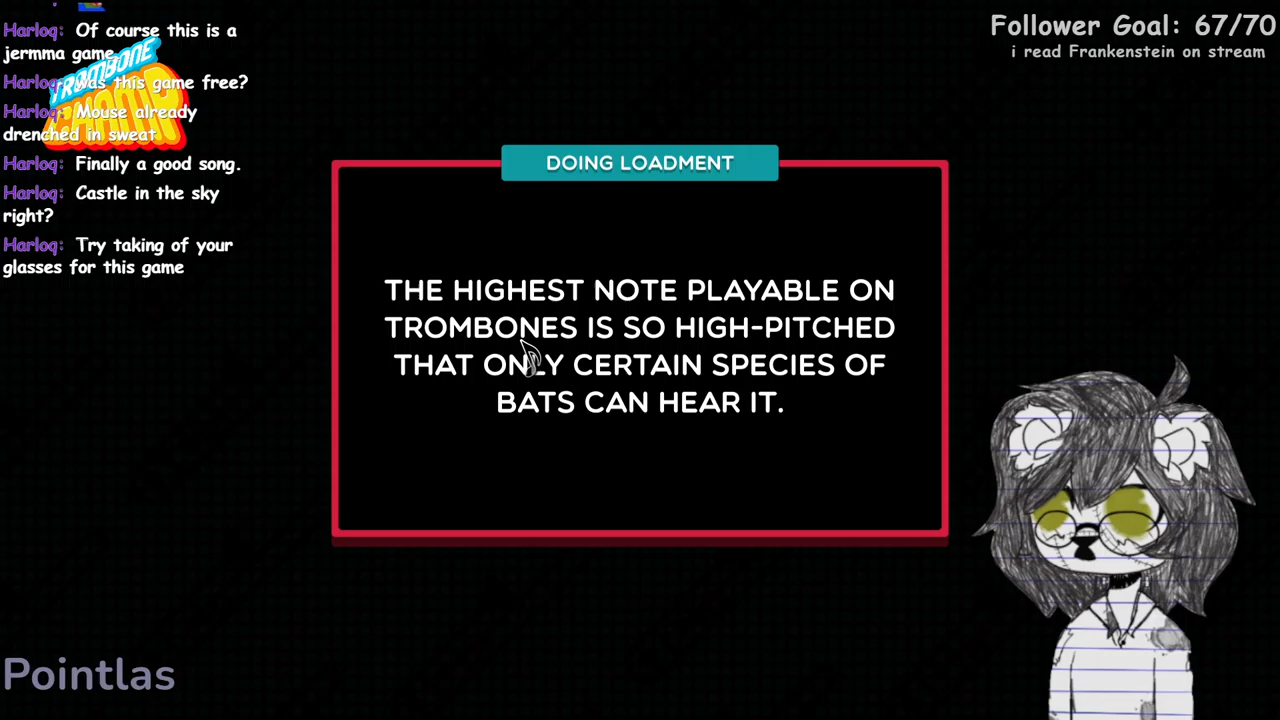 Harloq: Of course this is a
jermma game
Harloq: was this game free?
Harloq: Mouse already
drenched in sweat
Harloq: Finally a good song.
Harloq: Castle in the sky
right?
Harloq: Try taking of your
glasses for this game
TROMBONE
CHAMP
Follower Goal: 67/70
i read Frankenstein on stream
DOING LOADMENT
THE HIGHEST NOTE PLAYABLE ON
TROMBONES IS SO HIGH-PITCHED
THAT ONLY CERTAIN SPECIES OF
BATS CAN HEAR IT.
Pointlas